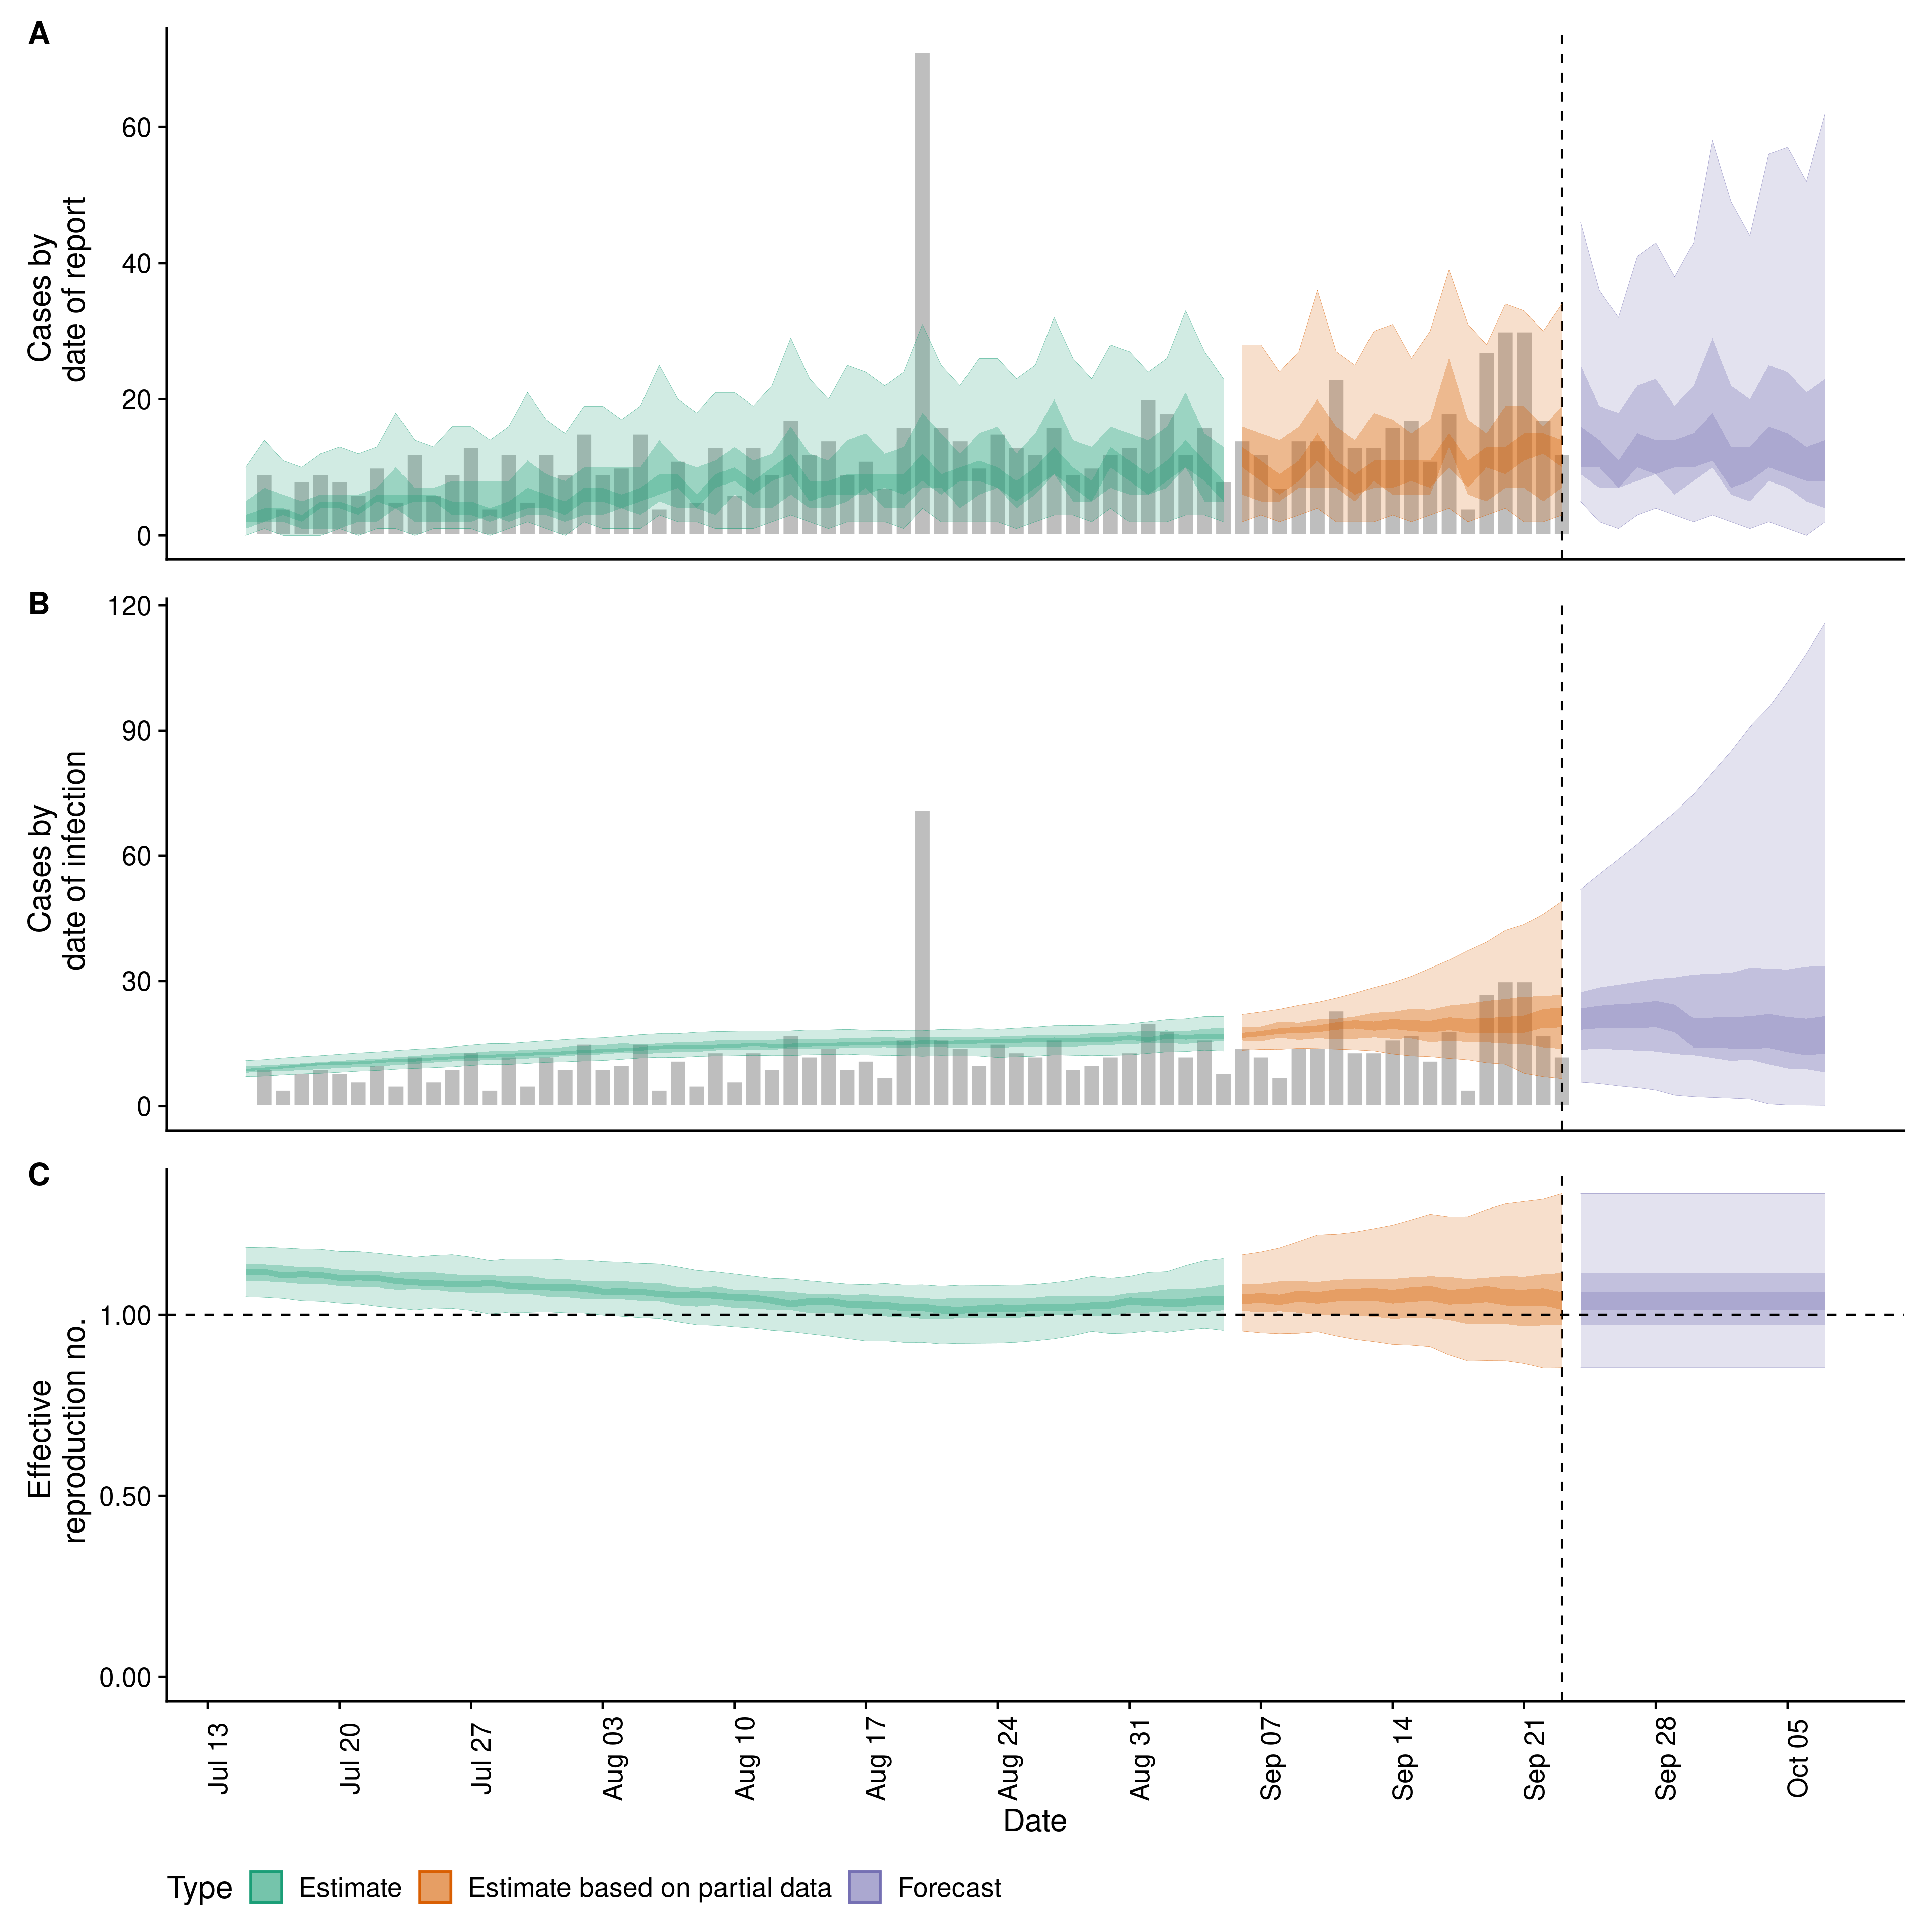 A
Cases by
date of report
60
40
20
0
B
Cases by
date of infection
120
90
60
30
0
C
Effective
reproduction no.
1.00
0.50
0.00
Jul 13
Jul 20
Jul 27
Aug 03
Aug 10
Aug 17
Aug 24
Aug 31
Sep 07
Sep 14
Sep 21
Sep 28
Oct 05
Date
Type Estimate Estimate based on partial data Forecast